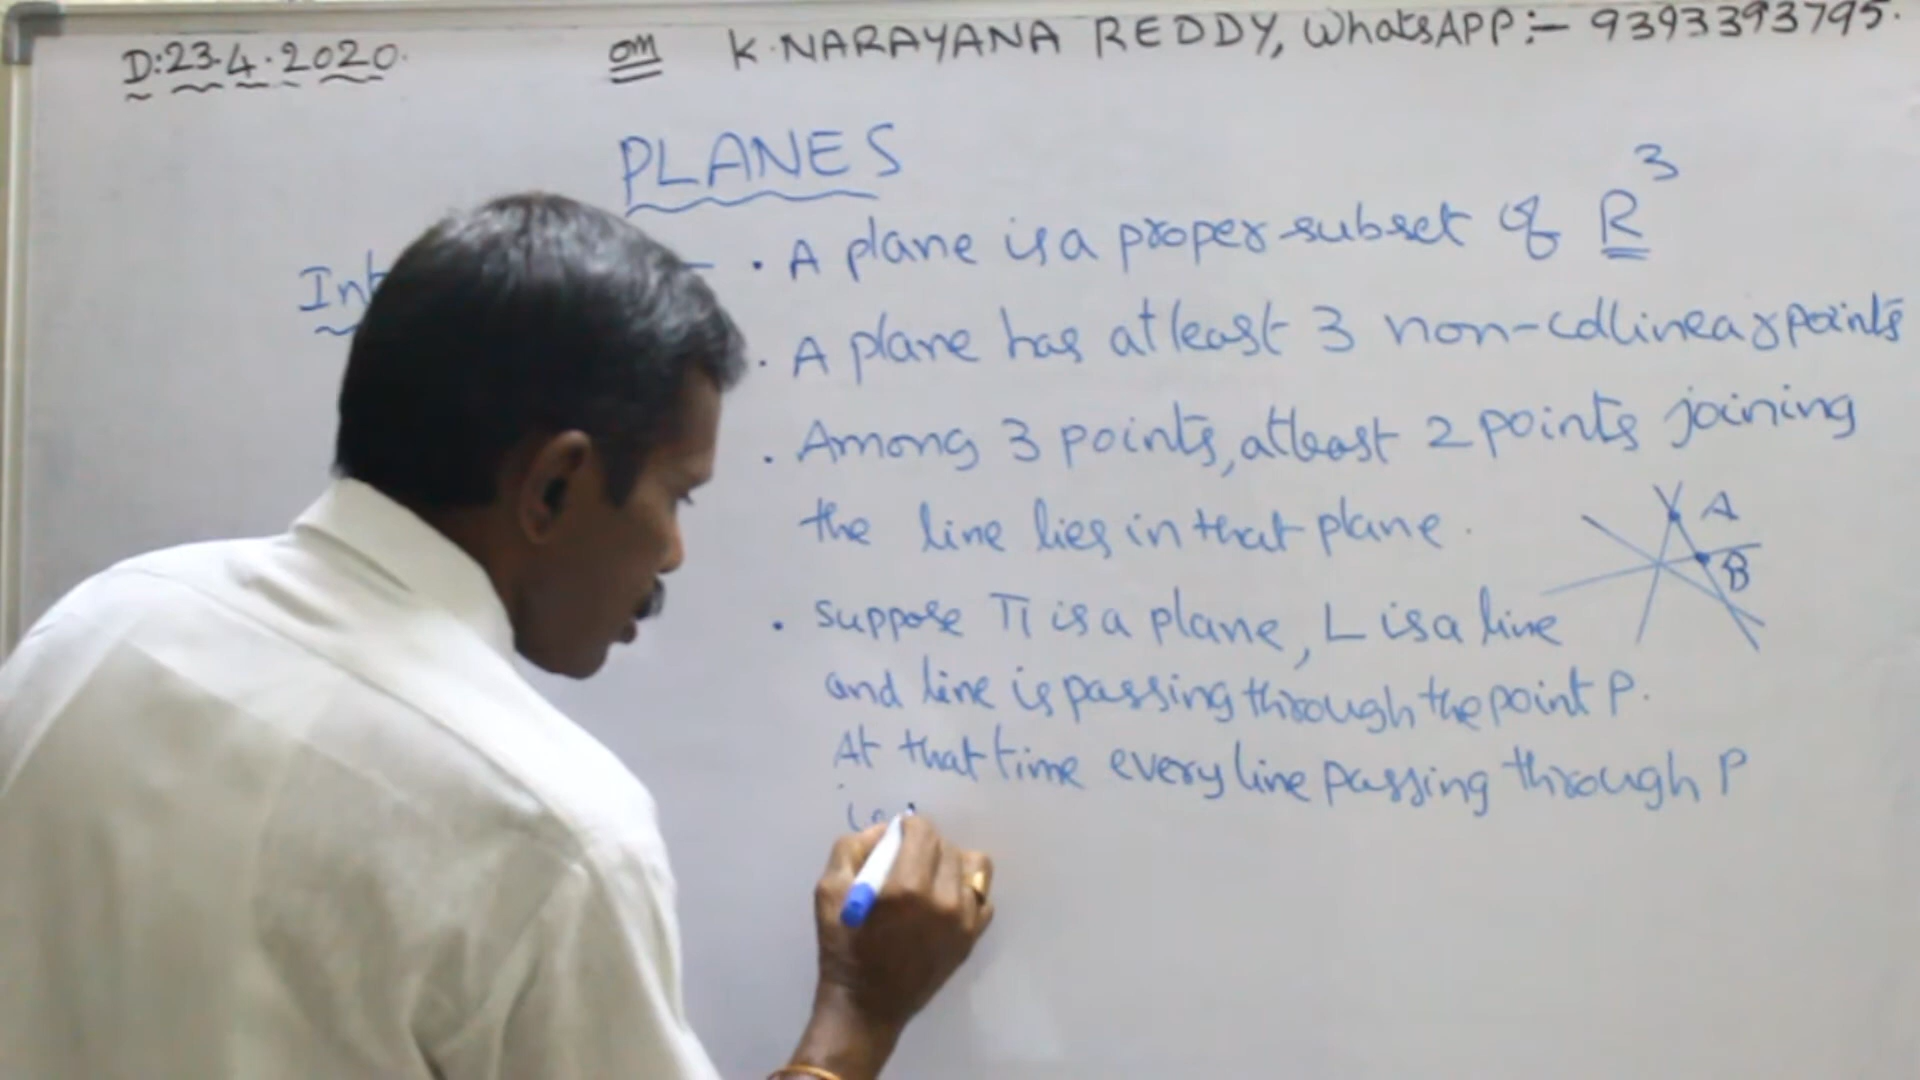 D:23.4.2020. om K.NARAYANA REDDY, WhatsAPP:- 9393393795.
PLANES
3
· A plane is a proper subset of R
· A plane has atleast 3 non-collinear points
· Among 3 points, atleast 2 points joining
the line lies in that plane.
A
B
· suppose π is a plane, L is a line
and line is passing through the point P.
At that time every line passing through P